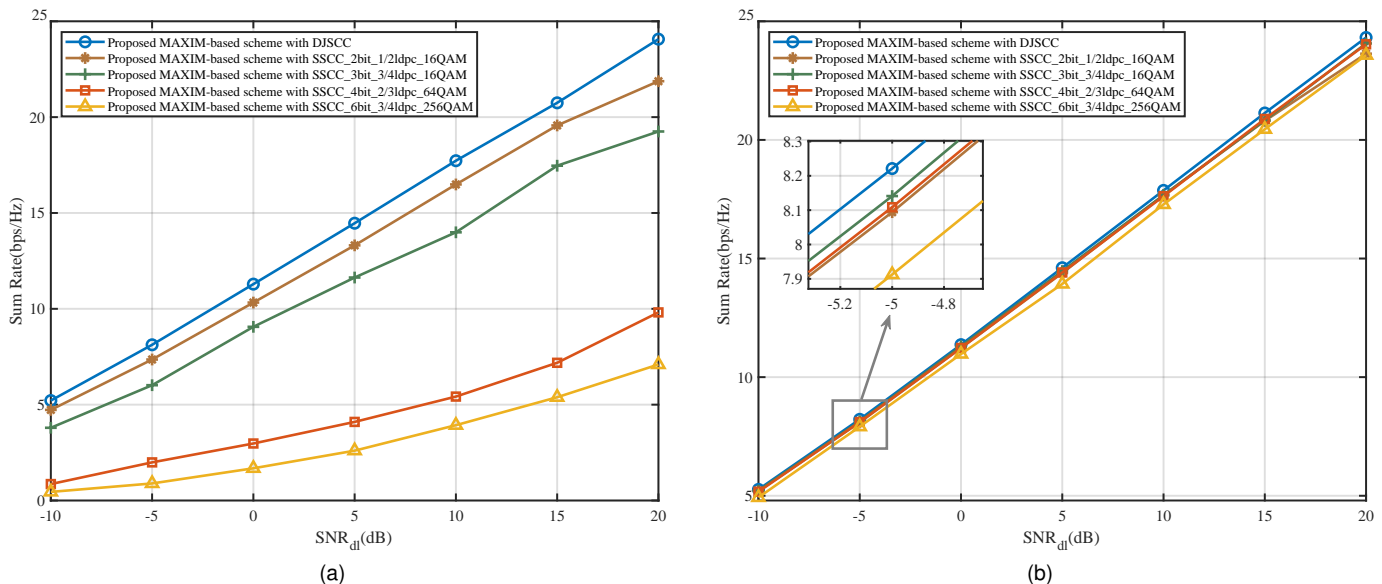 25
20
15
10
5
0
Sum Rate(bps/Hz)
Proposed MAXIM-based scheme with DJSCC
Proposed MAXIM-based scheme with SSCC_2bit_1/2ldpc_16QAM
Proposed MAXIM-based scheme with SSCC_3bit_3/4ldpc_16QAM
Proposed MAXIM-based scheme with SSCC_4bit_2/3ldpc_64QAM
Proposed MAXIM-based scheme with SSCC_6bit_3/4ldpc_256QAM
-10 -5 0 5 10 15 20
SNR_dl(dB)
(a)
25
20
15
10
5
Sum Rate(bps/Hz)
Proposed MAXIM-based scheme with DJSCC
Proposed MAXIM-based scheme with SSCC_2bit_1/2ldpc_16QAM
Proposed MAXIM-based scheme with SSCC_3bit_3/4ldpc_16QAM
Proposed MAXIM-based scheme with SSCC_4bit_2/3ldpc_64QAM
Proposed MAXIM-based scheme with SSCC_6bit_3/4ldpc_256QAM
8.3
8.2
8.1
8
7.9
-5.2 -5 -4.8
-10 -5 0 5 10 15 20
SNR_dl(dB)
(b)